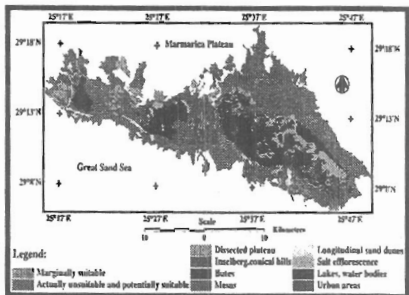 25°17'E 25°27'E 25°37'E 25°47'E
29°18'N Marmarica Plateau 29°18'N
29°13'N 29°13'N
Great Sand Sea
29°8'N
25°17'E 25°27'E 25°37'E 25°47'E
Scale
10 0 10
Kilometers
Legend:
Marginally suitable
Actually unsuitable and potentially suitable
Dissected plateau
Inselberg,conical hills
Butes
Mesas
Longitudinal sand dunes
Salt efflorescence
Lakes, water bodies
Urban areas